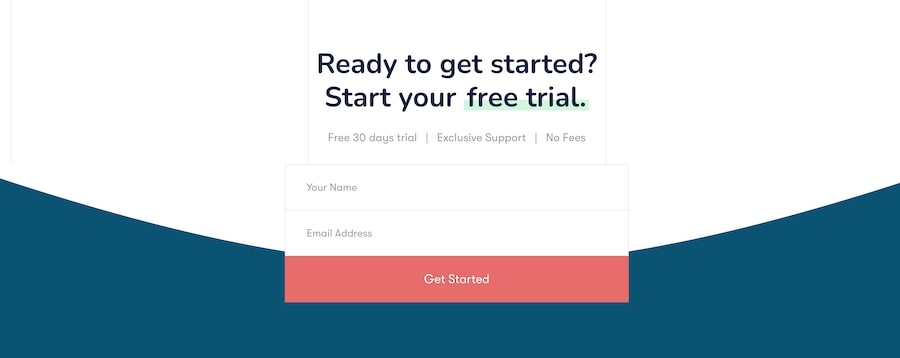 Ready to get started?
Start your free trial.
Free 30 days trial | Exclusive Support | No Fees
Your Name
Email Address
Get Started